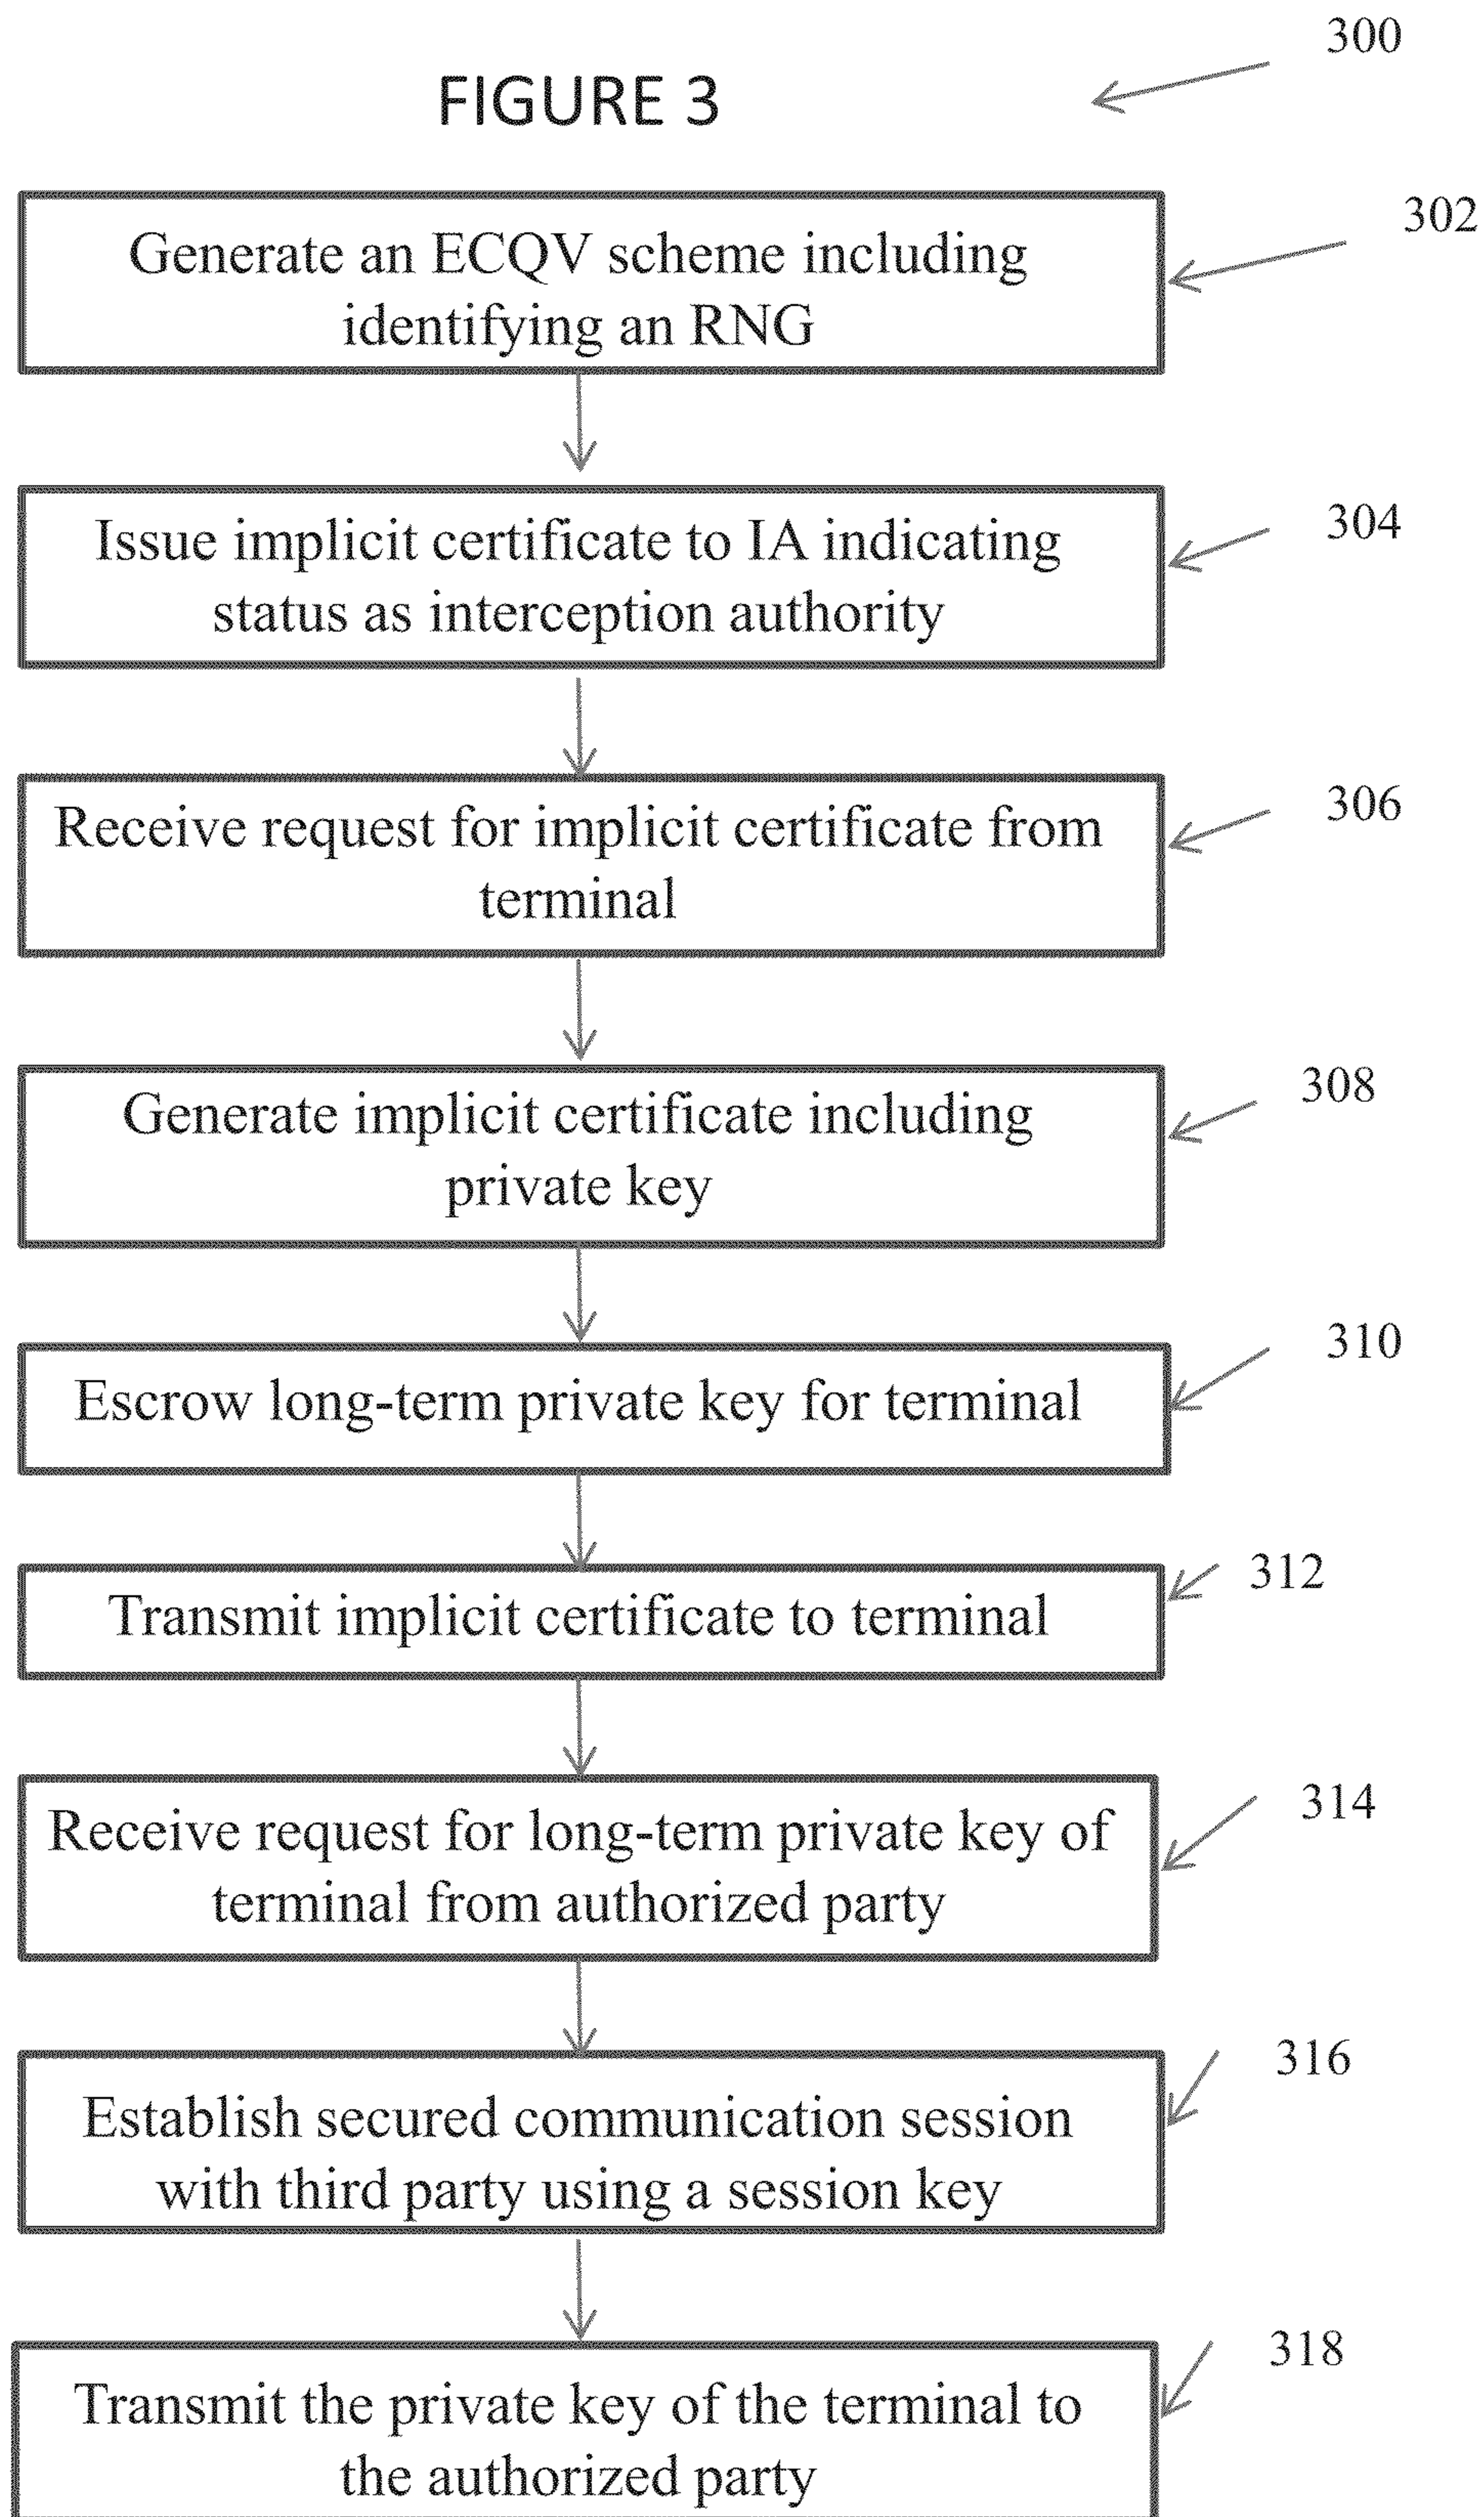 300
FIGURE 3
302
Generate an ECQV scheme including
identifying an RNG
304
Issue implicit certificate to IA indicating
status as interception authority
306
Receive request for implicit certificate from
terminal
308
Generate implicit certificate including
private key
310
Escrow long-term private key for terminal
312
Transmit implicit certificate to terminal
314
Receive request for long-term private key of
terminal from authorized party
316
Establish secured communication session
with third party using a session key
318
Transmit the private key of the terminal to
the authorized party